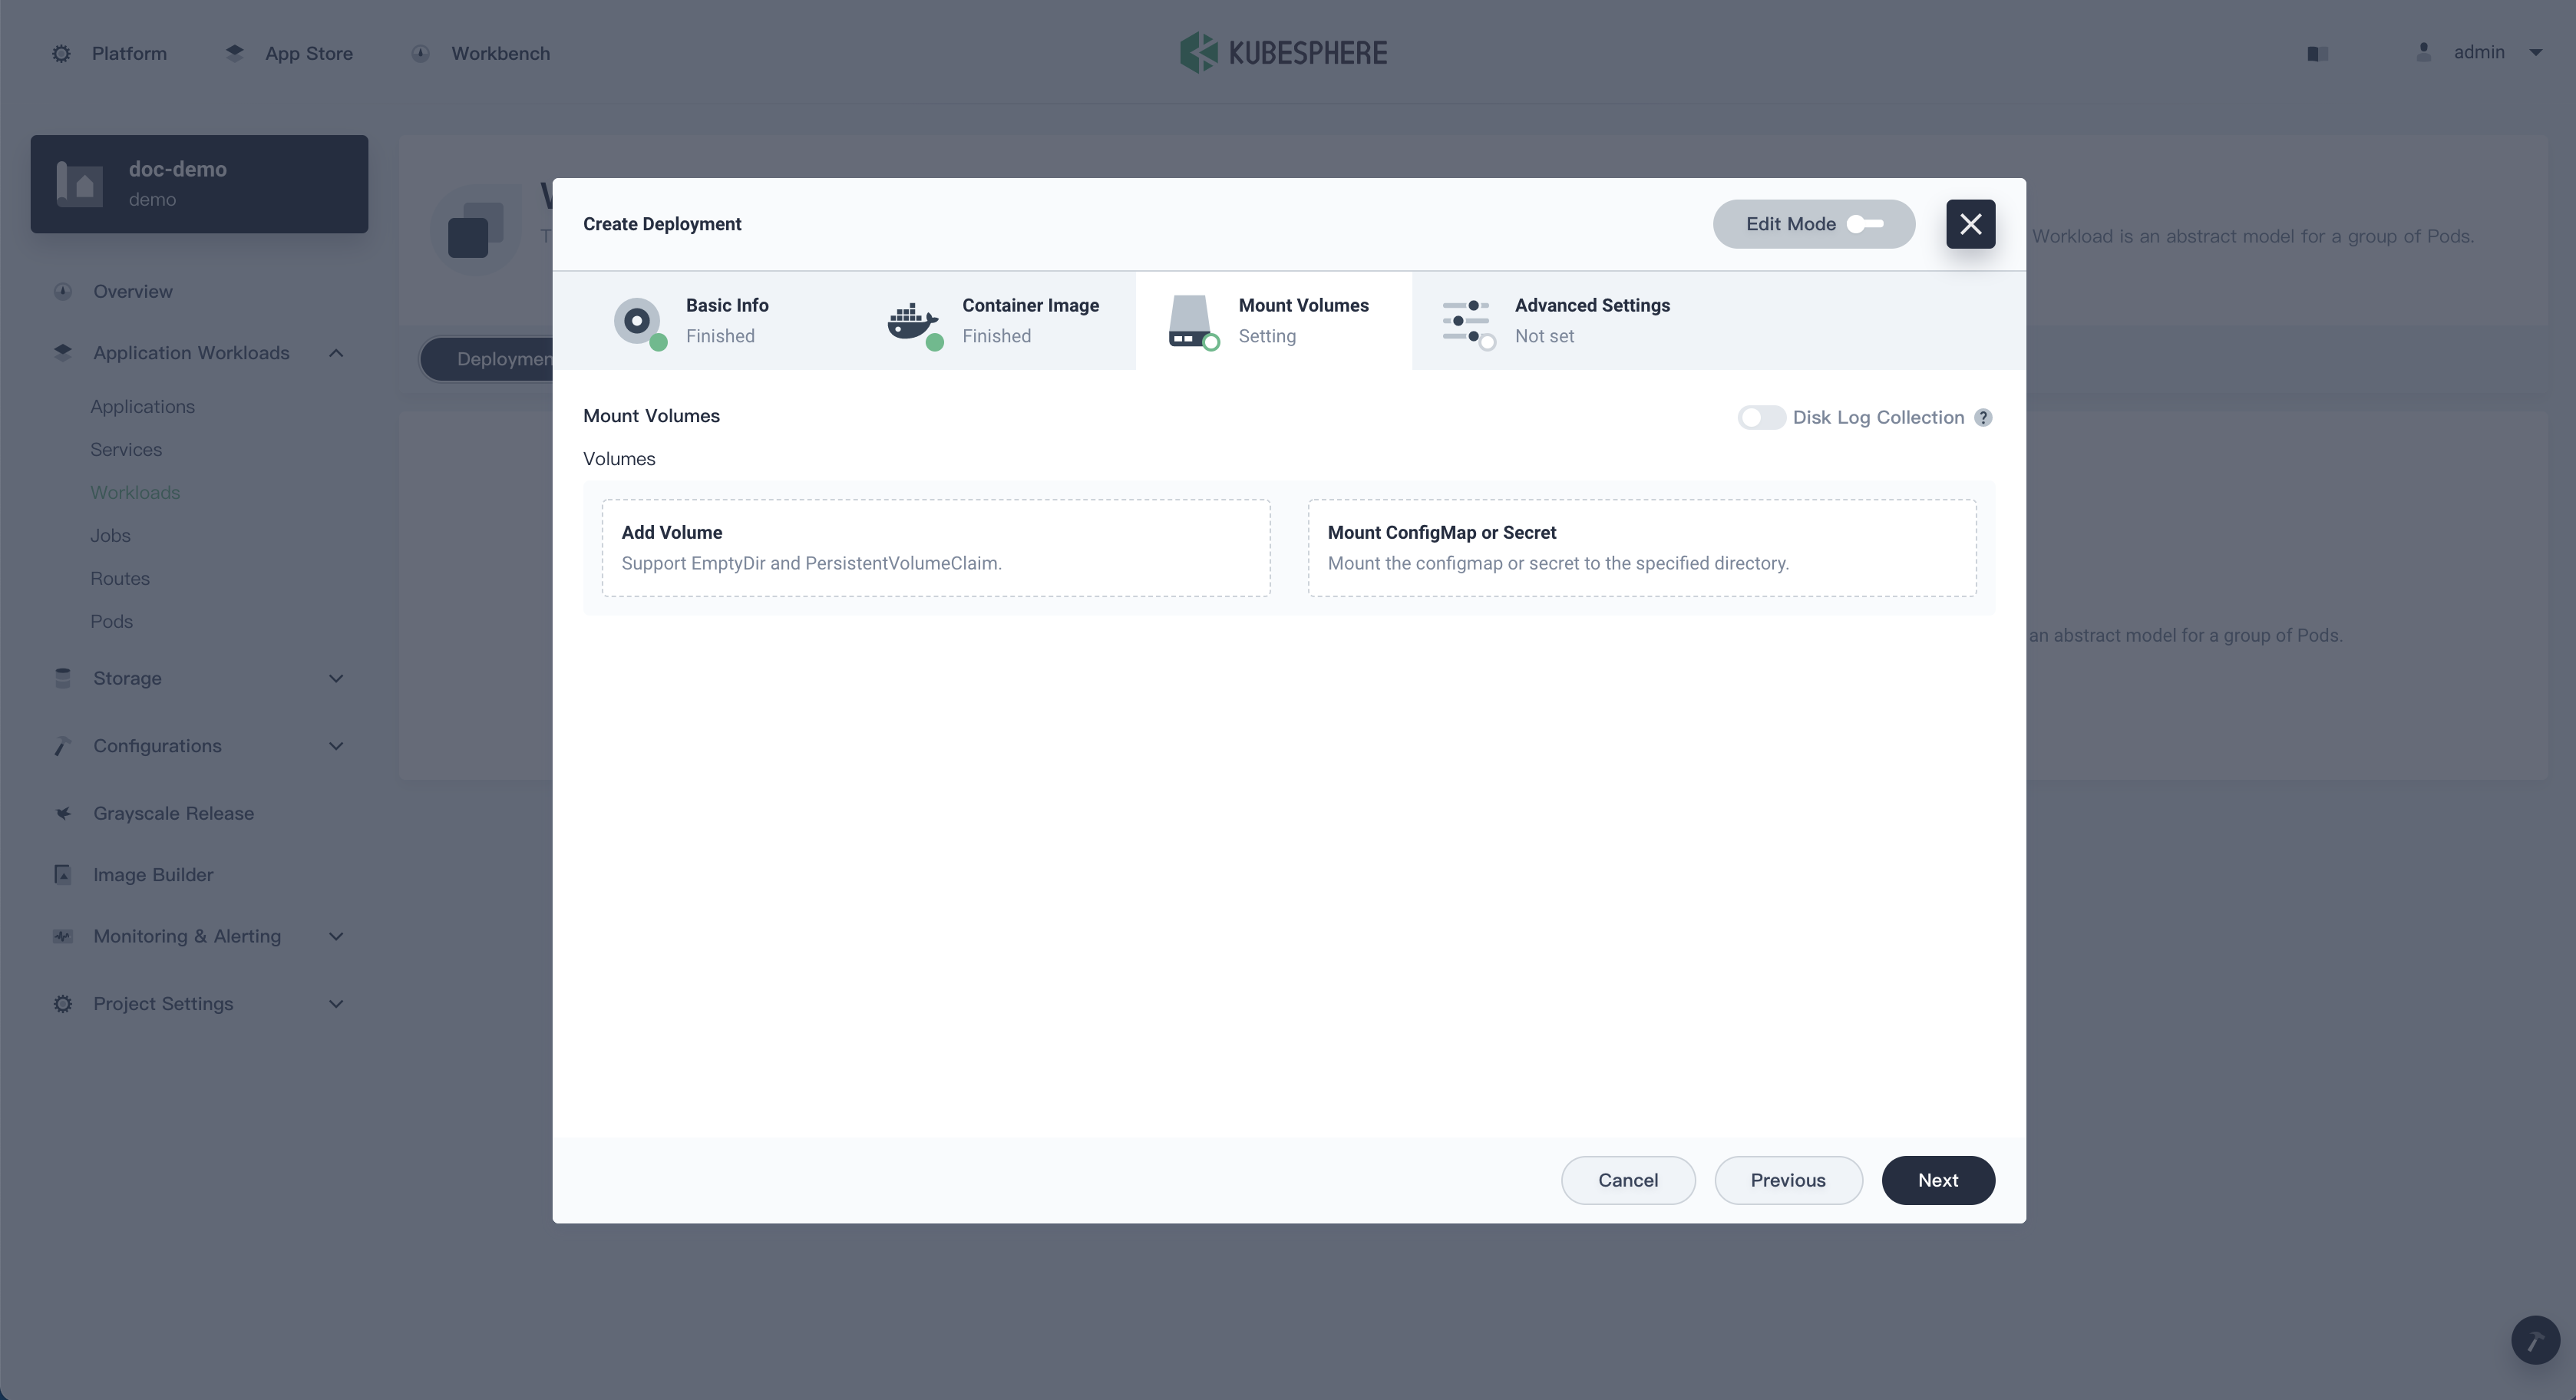 Platform
App Store
Workbench
KUBESPHERE
admin
doc-demo
demo
Overview
Application Workloads
Applications
Services
Workloads
Jobs
Routes
Pods
Storage
Configurations
Grayscale Release
Image Builder
Monitoring & Alerting
Project Settings
Workload is an abstract model for a group of Pods.
an abstract model for a group of Pods.
Create Deployment
Edit Mode
Basic Info
Finished
Container Image
Finished
Mount Volumes
Setting
Advanced Settings
Not set
Mount Volumes
Disk Log Collection ?
Volumes
Add Volume
Support EmptyDir and PersistentVolumeClaim.
Mount ConfigMap or Secret
Mount the configmap or secret to the specified directory.
Cancel
Previous
Next